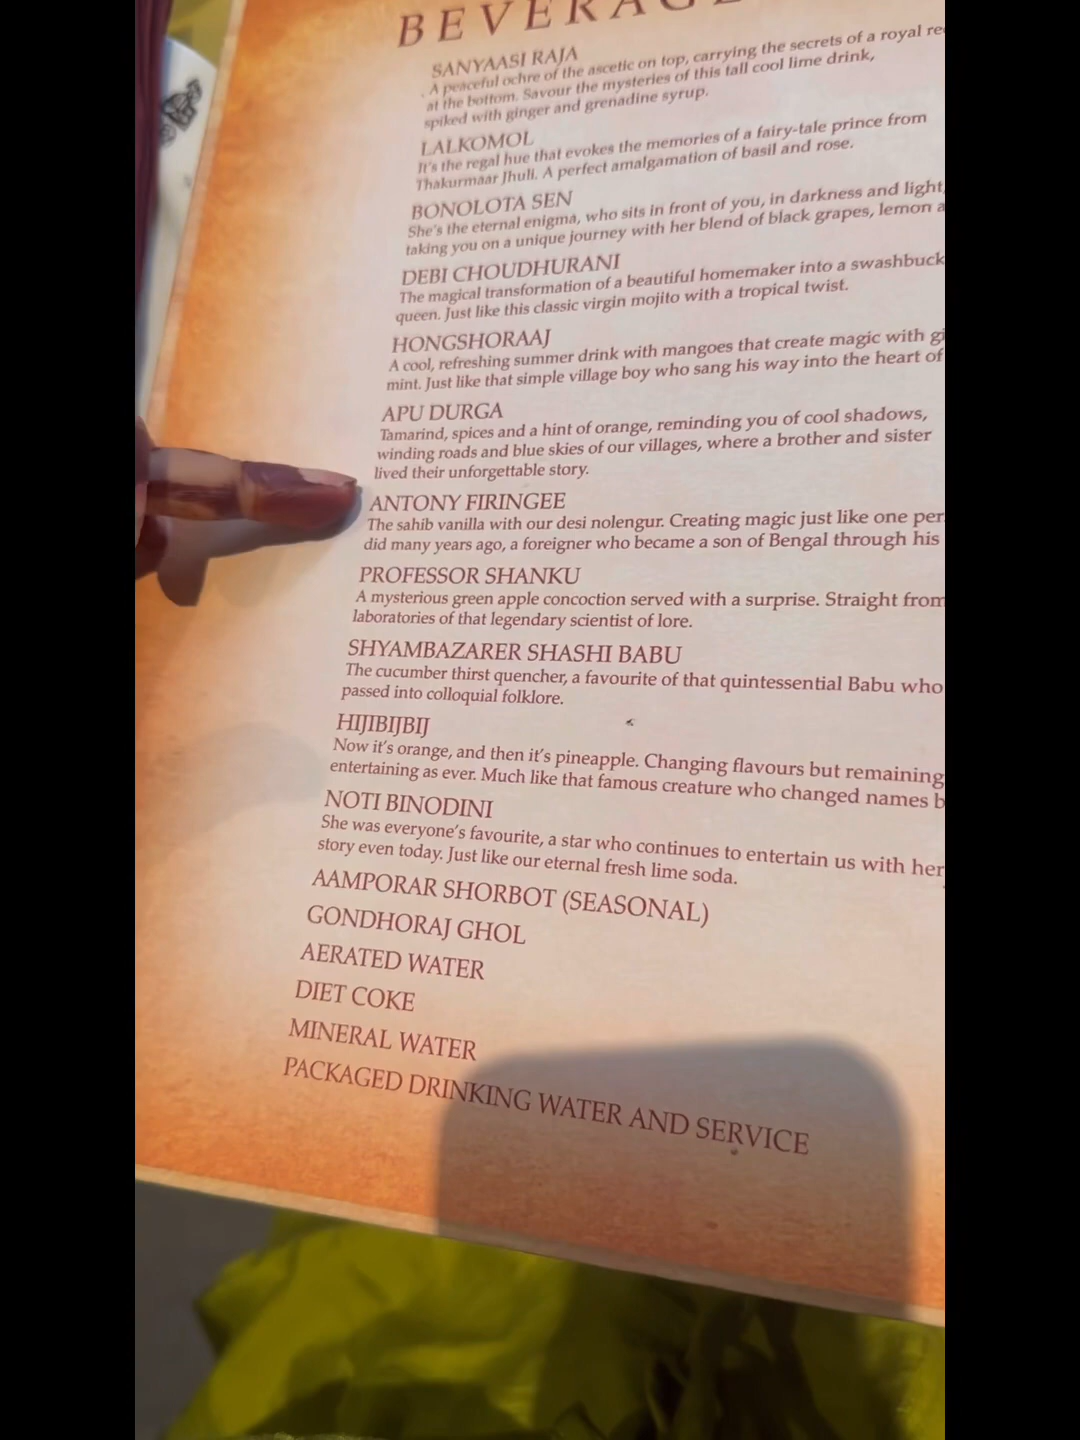 BEVERAGE
SANYAASI RAJA
A peaceful ochre of the ascetic on top, carrying the secrets of a royal
at the bottom. Savour the mysteries of this tall cool lime drink,
spiked with ginger and grenadine syrup.
LALKOMOL
It's the regal hue that evokes the memories of a fairy-tale prince from
Thakurmaar Jhuli. A perfect amalgamation of basil and rose.
BONOLOTA SEN
She's the eternal enigma, who sits in front of you, in darkness and light,
taking you on a unique journey with her blend of black grapes, lemon
DEBI CHOUDHURANI
The magical transformation of a beautiful homemaker into a swashbuck
queen. Just like this classic virgin mojito with a tropical twist.
HONGSHORAAJ
A cool, refreshing summer drink with mangoes that create magic with
mint. Just like that simple village boy who sang his way into the heart of
APU DURGA
Tamarind, spices and a hint of orange, reminding you of cool shadows,
winding roads and blue skies of our villages, where a brother and sister
lived their unforgettable story.
ANTONY FIRINGEE
The sahib vanilla with our desi nolengur. Creating magic just like one per
did many years ago, a foreigner who became a son of Bengal through his
PROFESSOR SHANKU
A mysterious green apple concoction served with a surprise. Straight from
laboratories of that legendary scientist of lore.
SHYAMBAZARER SHASHI BABU
The cucumber thirst quencher, a favourite of that quintessential Babu who
passed into colloquial folklore.
HIJIBIJBIJ
Now it's orange, and then it's pineapple. Changing flavours but remaining
entertaining as ever. Much like that famous creature who changed names
NOTI BINODINI
She was everyone's favourite, a star who continues to entertain us with her
story even today. Just like our eternal fresh lime soda.
AAMPORAR SHORBOT (SEASONAL)
GONDHORAJ GHOL
AERATED WATER
DIET COKE
MINERAL WATER
PACKAGED DRINKING WATER AND SERVICE